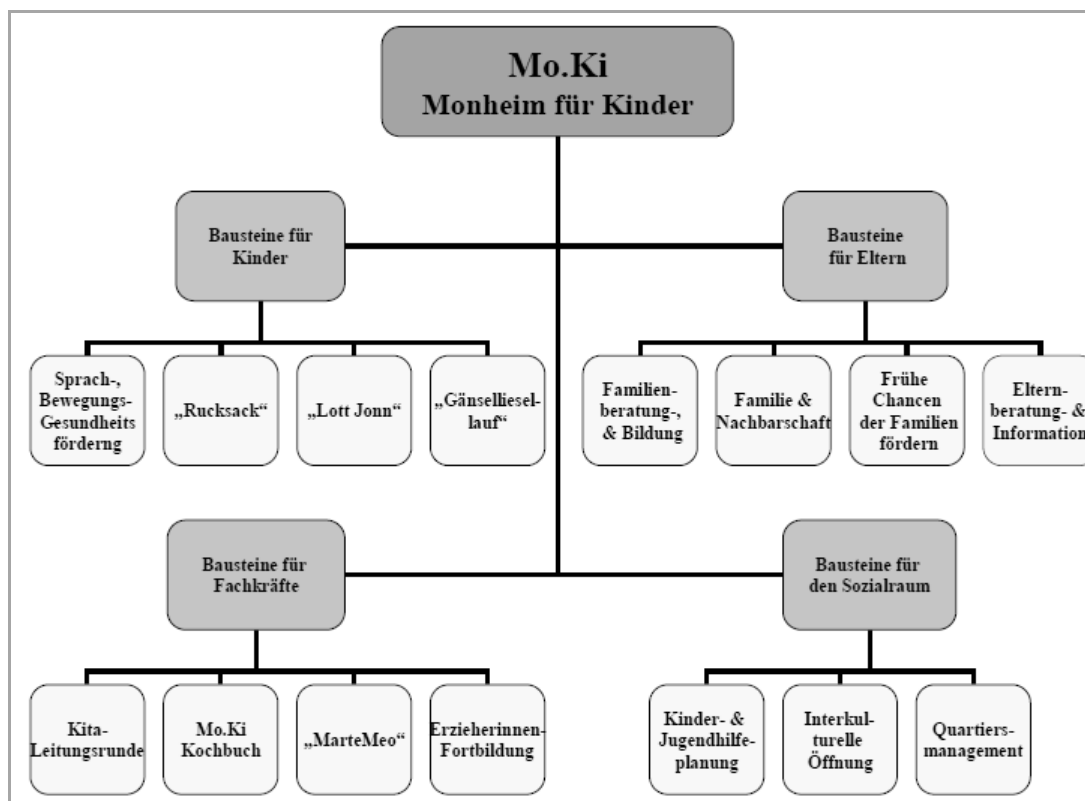 Mo.Ki
Monheim für Kinder
Bausteine für
Kinder
Bausteine
für Eltern
Sprach-,
Bewegungs-
Gesundheits
förderng
„Rucksack“
„Lott Jonn“
„Gänselliesel-
lauf“
Familien-
beratung-,
& Bildung
Familie &
Nachbarschaft
Frühe
Chancen
der Familien
fördern
Eltern-
beratung- &
Information
Bausteine für
Fachkräfte
Bausteine für
den Sozialraum
Kita-
Leitungsrunde
Mo.Ki
Kochbuch
„MarteMeo“
Erzieherinnen-
Fortbildung
Kinder- &
Jugendhilfe-
planung
Interkul-
turelle
Öffnung
Quartiers-
management